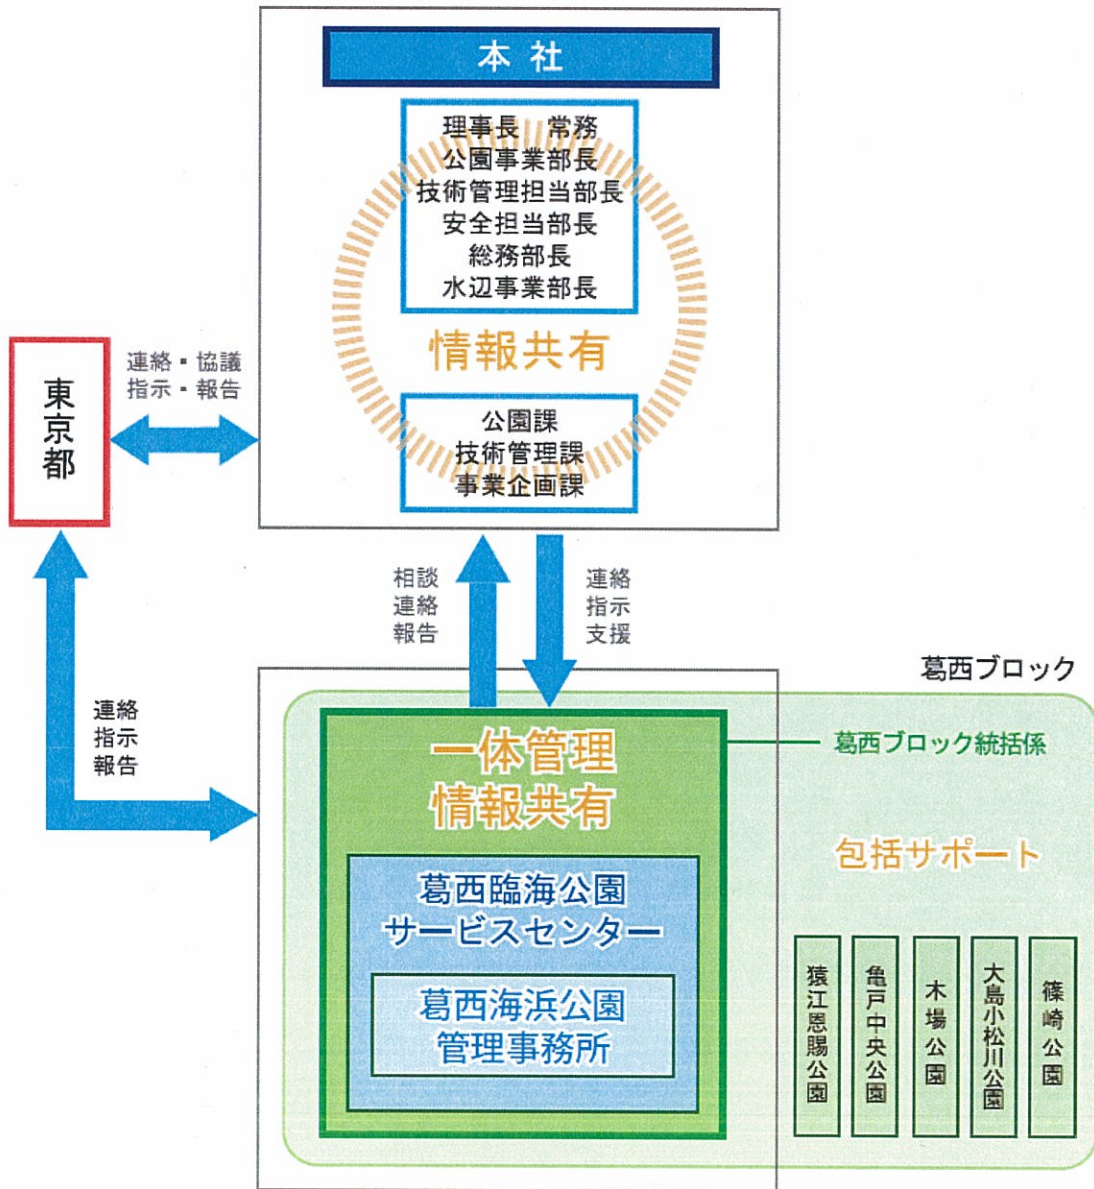 本社
理事長　常務
公園事業部長
技術管理担当部長
安全担当部長
総務部長
水辺事業部長
情報共有
公園課
技術管理課
事業企画課
東京都
連絡・協議
指示・報告
相談
連絡
報告
連絡
指示
支援
連絡
指示
報告
葛西ブロック
葛西ブロック統括係
一体管理
情報共有
葛西臨海公園
サービスセンター
葛西海浜公園
管理事務所
包括サポート
猿江恩賜公園
亀戸中央公園
木場公園
大島小松川公園
篠崎公園